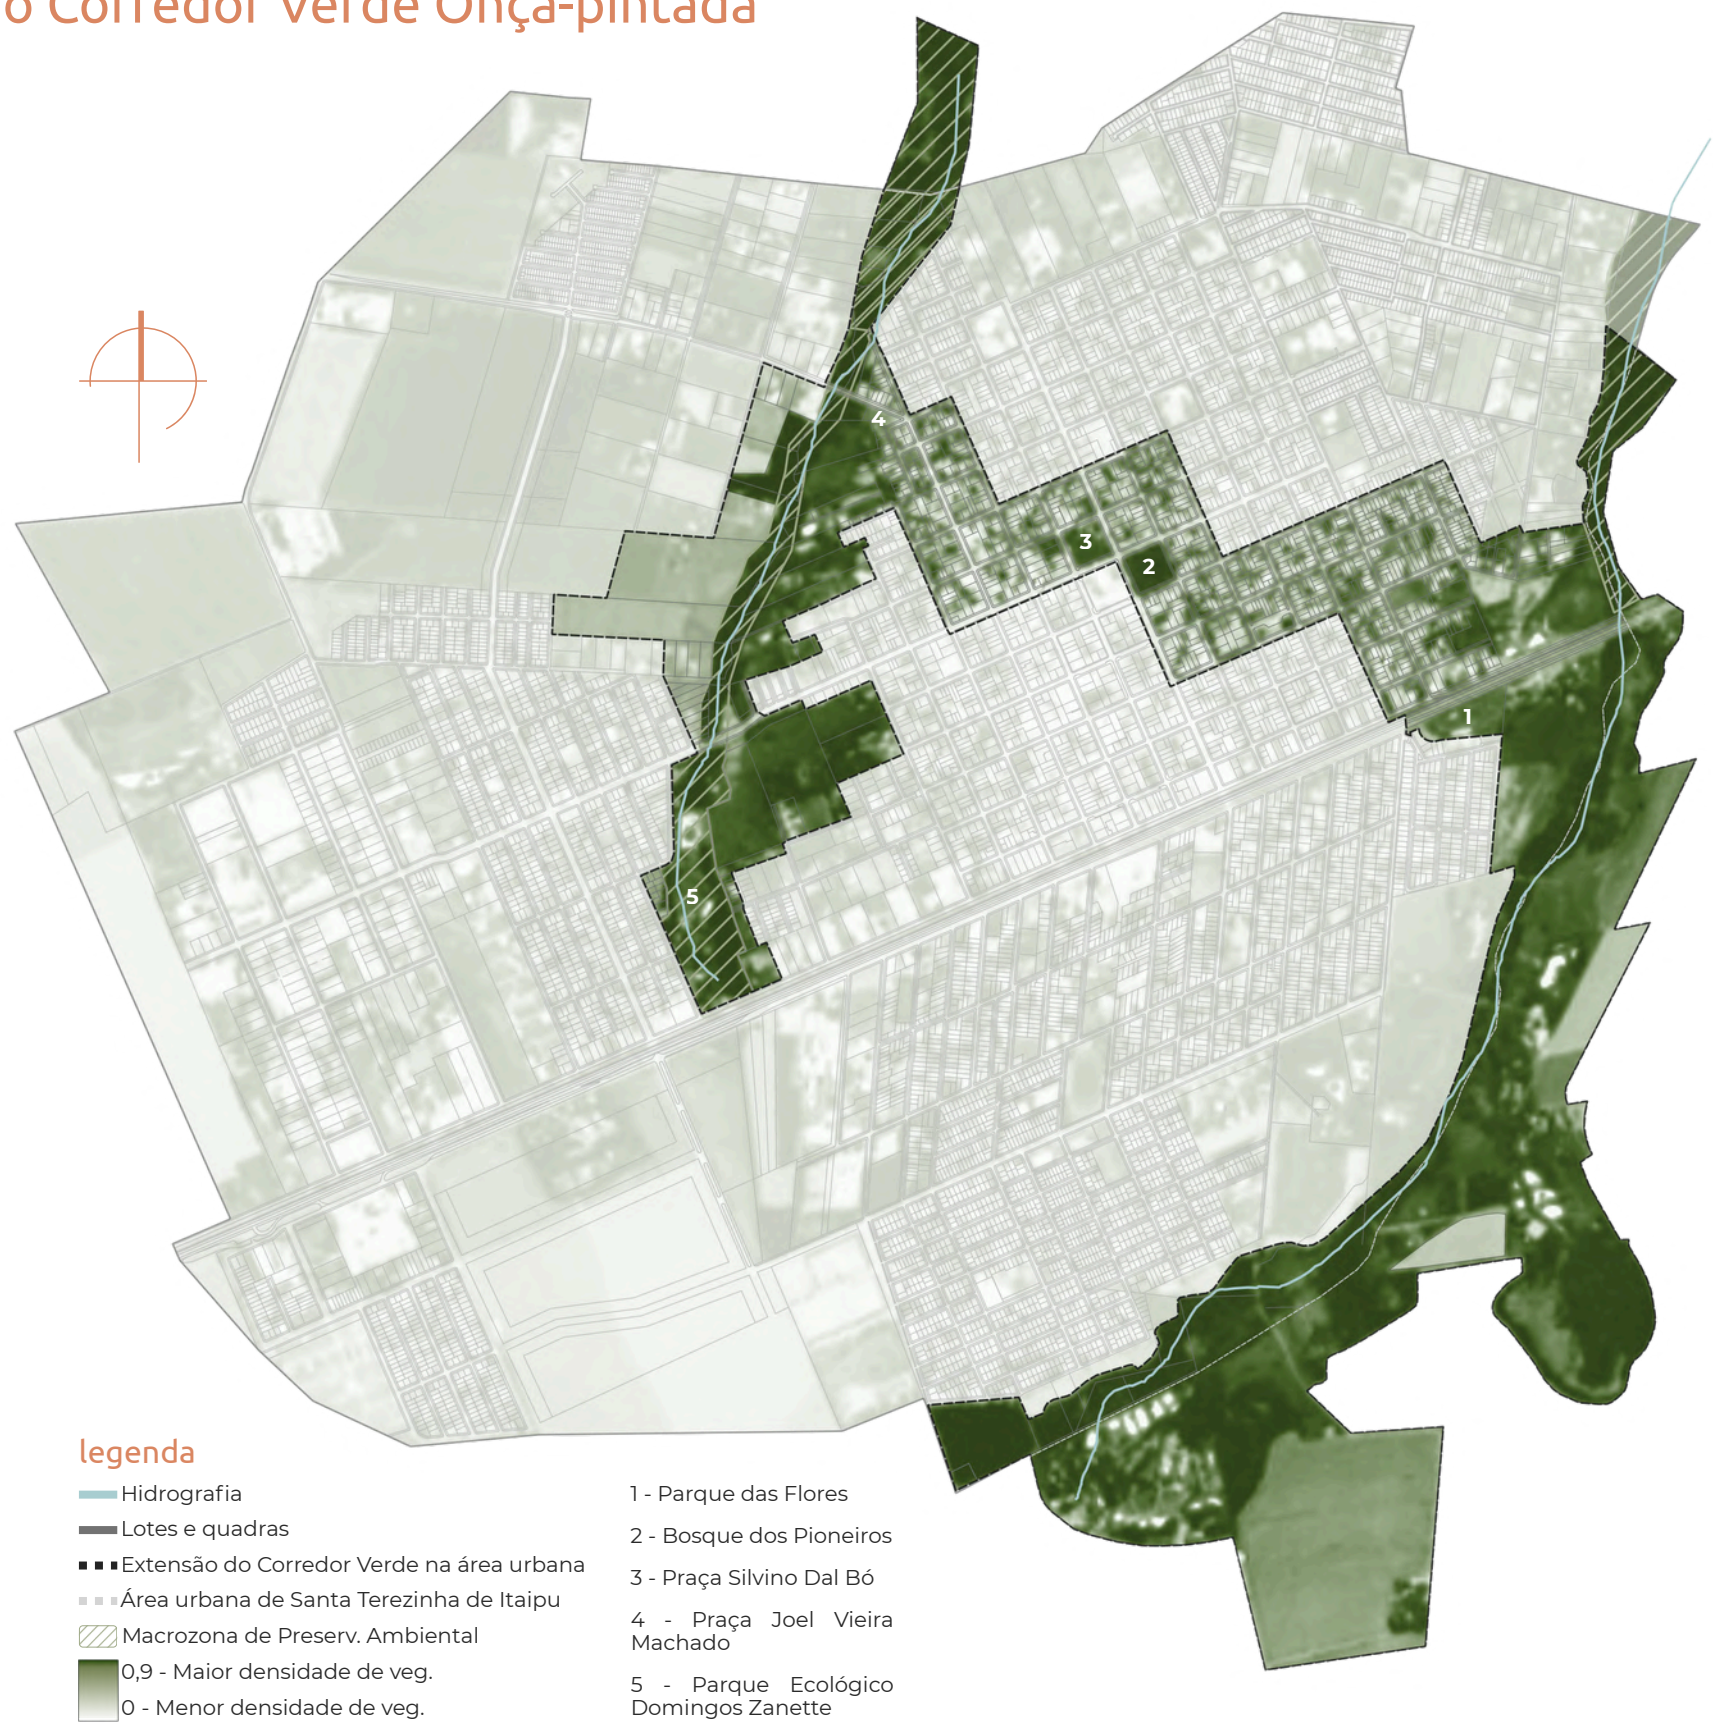 o Corredor Verde Onça-pintada
4
3
2
1
5
legenda
Hidrografia
Lotes e quadras
Extensão do Corredor Verde na área urbana
Área urbana de Santa Terezinha de Itaipu
Macrozona de Preserv. Ambiental
0,9 - Maior densidade de veg.
0 - Menor densidade de veg.
1 - Parque das Flores
2 - Bosque dos Pioneiros
3 - Praça Silvino Dal Bó
4 - Praça Joel Vieira
Machado
5 - Parque Ecológico
Domingos Zanette